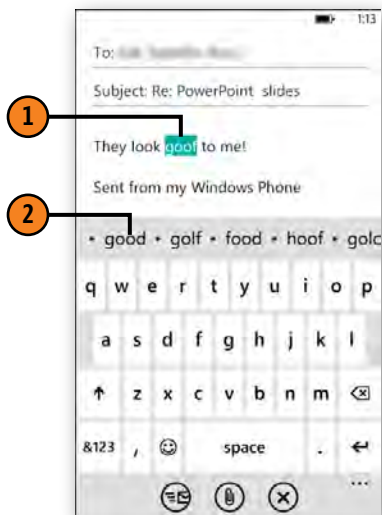 1:13
To:
Subject: Re: PowerPoint slides
1
They look goof to me!
Sent from my Windows Phone
2
• good • golf • food • hoof • golc
q w e r t y u i o p
a s d f g h j k l
z x c v b n m
&123 , space .
...